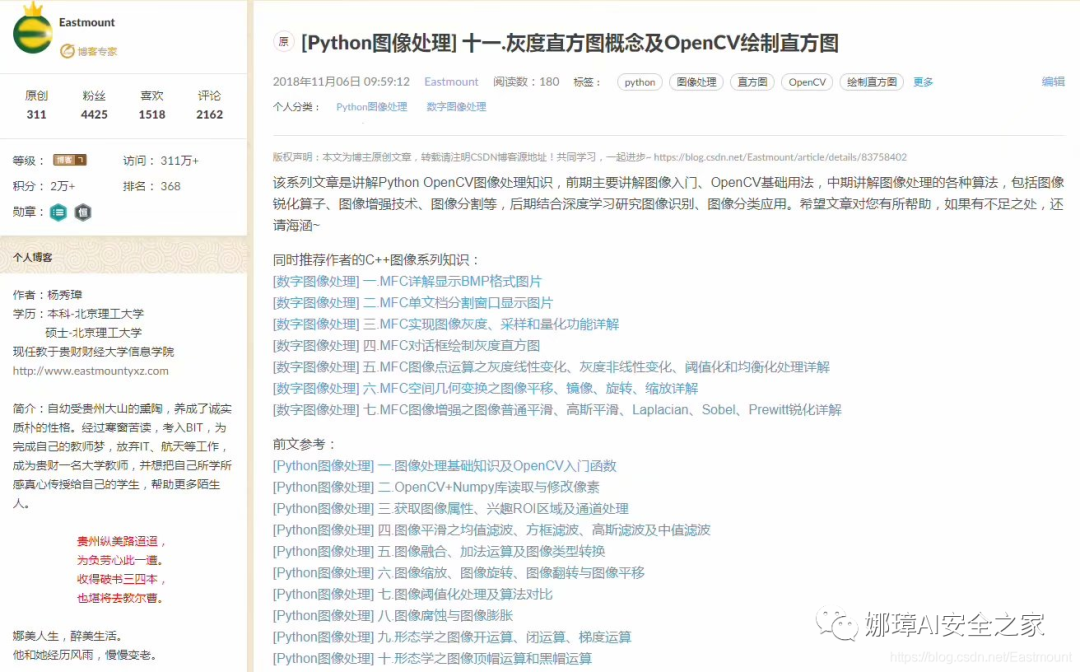 Eastmount
博客专家
原创 粉丝 喜欢 评论
311 4425 1518 2162
等级： 博客 7 访问： 311万+
积分： 2万+ 排名： 368
勋章： 恒
个人博客
作者：杨秀璋
学历：本科-北京理工大学
硕士-北京理工大学
现任教于贵财财经大学信息学院
http://www.eastmountyxz.com
简介：自幼受贵州大山的熏陶，养成了诚实
质朴的性格。经过寒窗苦读，考入BIT，为
完成自己的教师梦，放弃IT、航天等工作，
成为贵财一名大学教师，并想把自己所学所
感真心传授给自己的学生，帮助更多陌生
人。
贵州纵美路迢迢，
为负劳心此一遭。
收得破书三四本，
也堪将去教尔曹。
娜美人生，醉美生活。
他和她经历风雨，慢慢变老。
原 [Python图像处理] 十一.灰度直方图概念及OpenCV绘制直方图
2018年11月06日 09:59:12 Eastmount 阅读数：180 标签： python 图像处理 直方图 OpenCV 绘制直方图 更多 编辑
个人分类： Python图像处理 数字图像处理
版权声明：本文为博主原创文章，转载请注明CSDN博客源地址！共同学习，一起进步~ https://blog.csdn.net/Eastmount/article/details/83758402
该系列文章是讲解Python OpenCV图像处理知识，前期主要讲解图像入门、OpenCV基础用法，中期讲解图像处理的各种算法，包括图像
锐化算子、图像增强技术、图像分割等，后期结合深度学习研究图像识别、图像分类应用。希望文章对您有所帮助，如果有不足之处，还
请海涵~
同时推荐作者的C++图像系列知识：
[数字图像处理] 一.MFC详解显示BMP格式图片
[数字图像处理] 二.MFC单文档分割窗口显示图片
[数字图像处理] 三.MFC实现图像灰度、采样和量化功能详解
[数字图像处理] 四.MFC对话框绘制灰度直方图
[数字图像处理] 五.MFC图像点运算之灰度线性变化、灰度非线性变化、阈值化和均衡化处理详解
[数字图像处理] 六.MFC空间几何变换之图像平移、镜像、旋转、缩放详解
[数字图像处理] 七.MFC图像增强之图像普通平滑、高斯平滑、Laplacian、Sobel、Prewitt锐化详解
前文参考：
[Python图像处理] 一.图像处理基础知识及OpenCV入门函数
[Python图像处理] 二.OpenCV+Numpy库读取与修改像素
[Python图像处理] 三.获取图像属性、兴趣ROI区域及通道处理
[Python图像处理] 四.图像平滑之均值滤波、方框滤波、高斯滤波及中值滤波
[Python图像处理] 五.图像融合、加法运算及图像类型转换
[Python图像处理] 六.图像缩放、图像旋转、图像翻转与图像平移
[Python图像处理] 七.图像阈值化处理及算法对比
[Python图像处理] 八.图像腐蚀与图像膨胀
[Python图像处理] 九.形态学之图像开运算、闭运算、梯度运算
[Python图像处理] 十.形态学之图像顶帽运算和黑帽运算
娜璋AI安全之家
https://blog.csdn.net/Eastmount